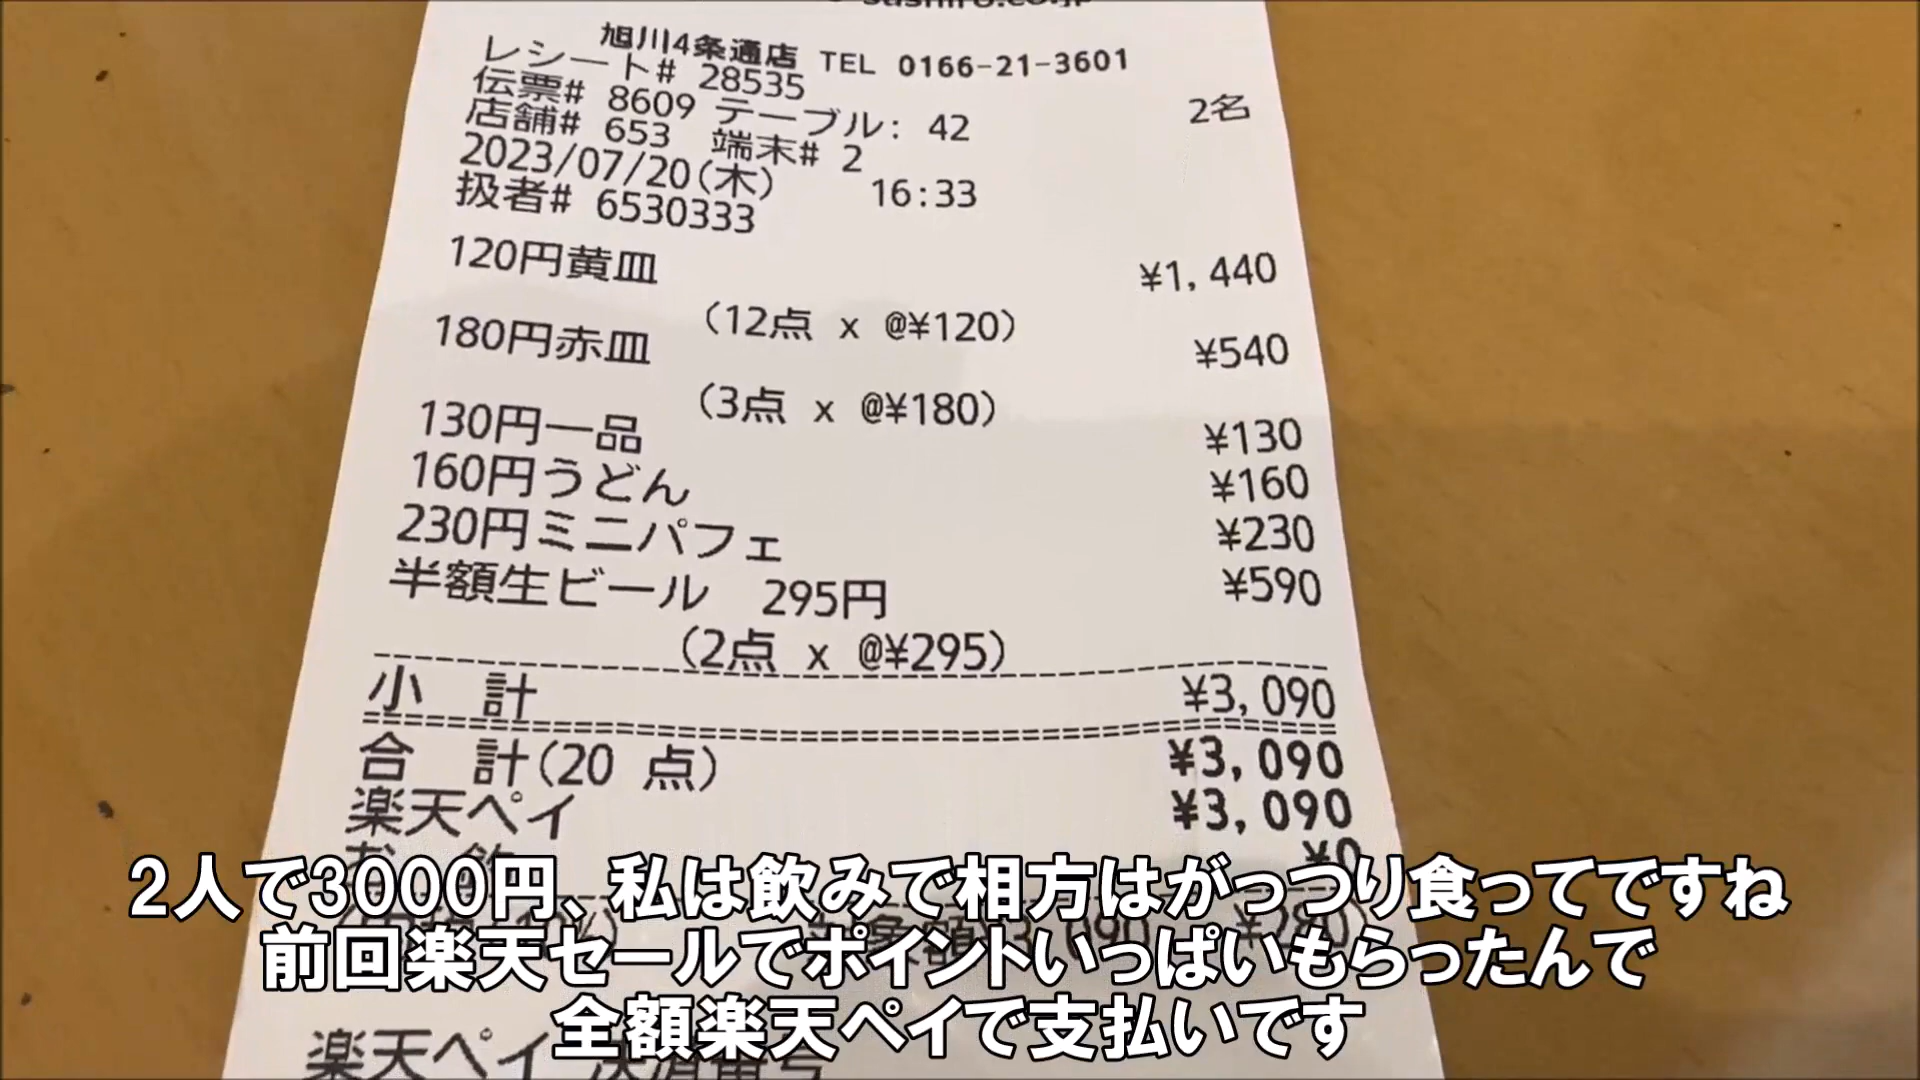 旭川4条通店 TEL 0166-21-3601
レシート# 28535
伝票# 8609 テーブル: 42 2名
店舗# 653 端末# 2
2023/07/20(木) 16:33
扱者# 6530333
120円黄皿 ¥1,440
(12点 x @¥120)
180円赤皿 ¥540
(3点 x @¥180)
130円一品 ¥130
160円うどん ¥160
230円ミニパフェ ¥230
半額生ビール 295円 ¥590
(2点 x @¥295)
小 計 ¥3,090
合 計(20 点) ¥3,090
楽天ペイ ¥3,090
¥0
2人で3000円、私は飲みで相方はがっつり食ってですね
前回楽天セールでポイントいっぱいもらったんで
全額楽天ペイで支払いです
楽天ペイ